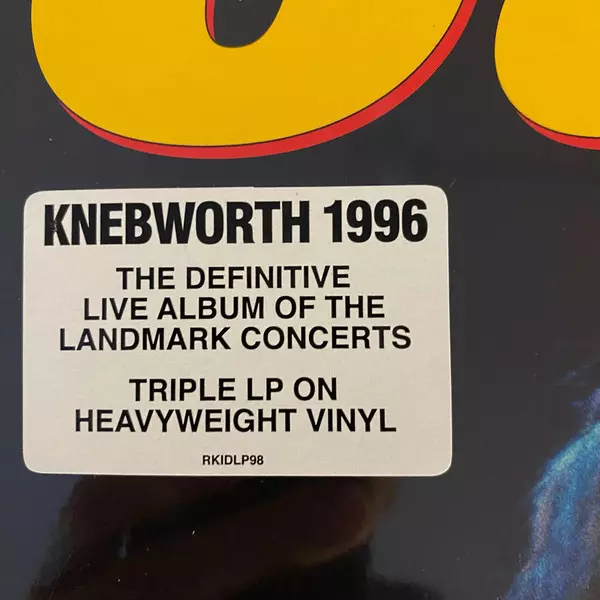 KNEBWORTH 1996
THE DEFINITIVE
LIVE ALBUM OF THE
LANDMARK CONCERTS
TRIPLE LP ON
HEAVYWEIGHT VINYL
RKIDLP98